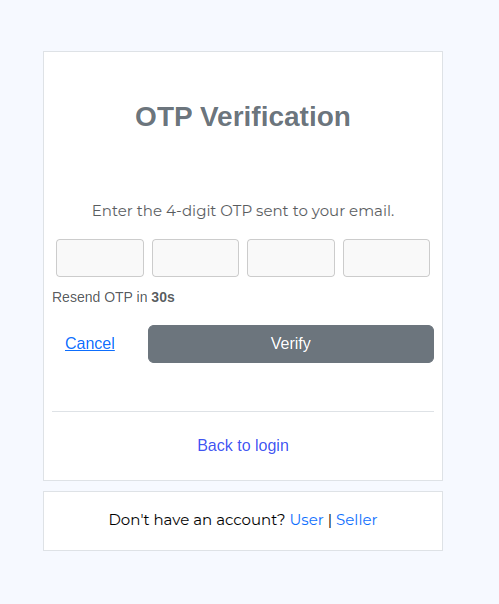 OTP Verification
Enter the 4-digit OTP sent to your email.
Resend OTP in 30s
Cancel Verify
Back to login
Don't have an account? User | Seller